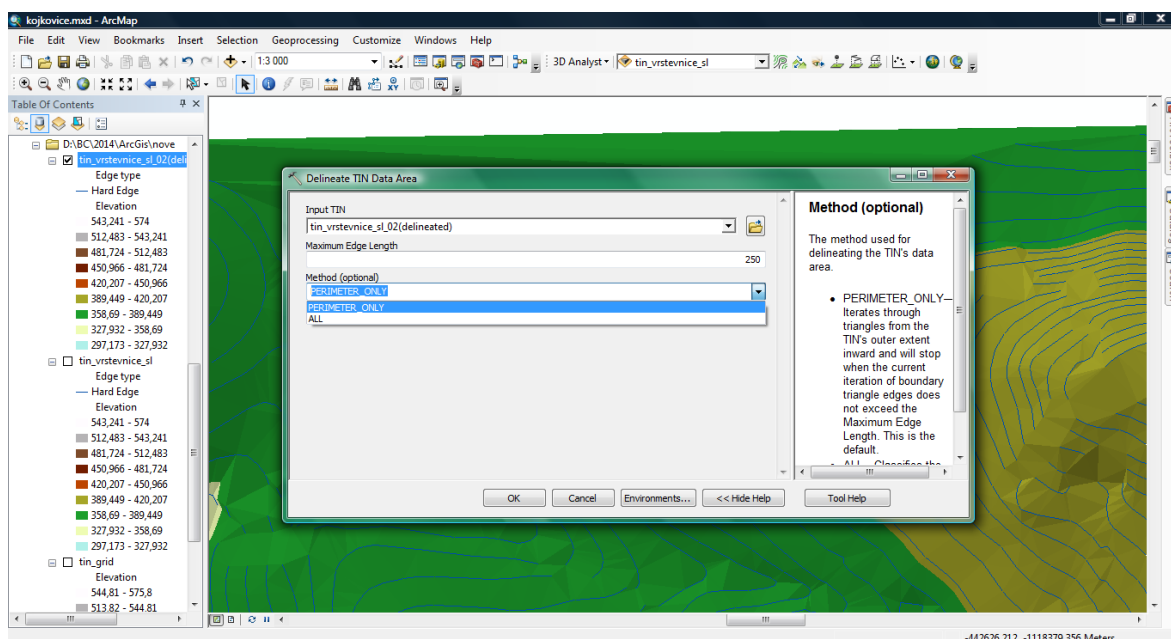 kojkovice.mxd - ArcMap
File Edit View Bookmarks Insert Selection Geoprocessing Customize Windows Help
1:3 000
3D Analyst
tin_vrstevnice_sl
Table Of Contents
D:\BC\2014\ArcGis\nove
tin_vrstevnice_sl_02(deli
Edge type
Hard Edge
Elevation
543,241 - 574
512,483 - 543,241
481,724 - 512,483
450,966 - 481,724
420,207 - 450,966
389,449 - 420,207
358,69 - 389,449
327,932 - 358,69
297,173 - 327,932
tin_vrstevnice_sl
Edge type
Hard Edge
Elevation
543,241 - 574
512,483 - 543,241
481,724 - 512,483
450,966 - 481,724
420,207 - 450,966
389,449 - 420,207
358,69 - 389,449
327,932 - 358,69
297,173 - 327,932
tin_grid
Elevation
544,81 - 575,8
513,82 - 544,81
Delineate TIN Data Area
Input TIN
tin_vrstevnice_sl_02(delineated)
Maximum Edge Length
250
Method (optional)
PERIMETER_ONLY
PERIMETER_ONLY
ALL
OK Cancel Environments... << Hide Help Tool Help
Method (optional)
The method used for
delineating the TIN's data
area.
• PERIMETER_ONLY—
Iterates through
triangles from the
TIN's outer extent
inward and will stop
when the current
iteration of boundary
triangle edges does
not exceed the
Maximum Edge
Length. This is the
default.
-442626,212 -1118379,356 Meters